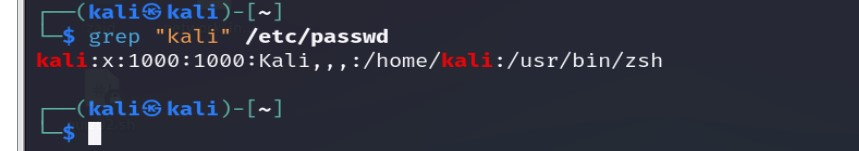 ┌──(kali㉿kali)-[~]
└─$ grep "kali" /etc/passwd
kali:x:1000:1000:Kali,,,:/home/kali:/usr/bin/zsh
┌──(kali㉿kali)-[~]
└─$